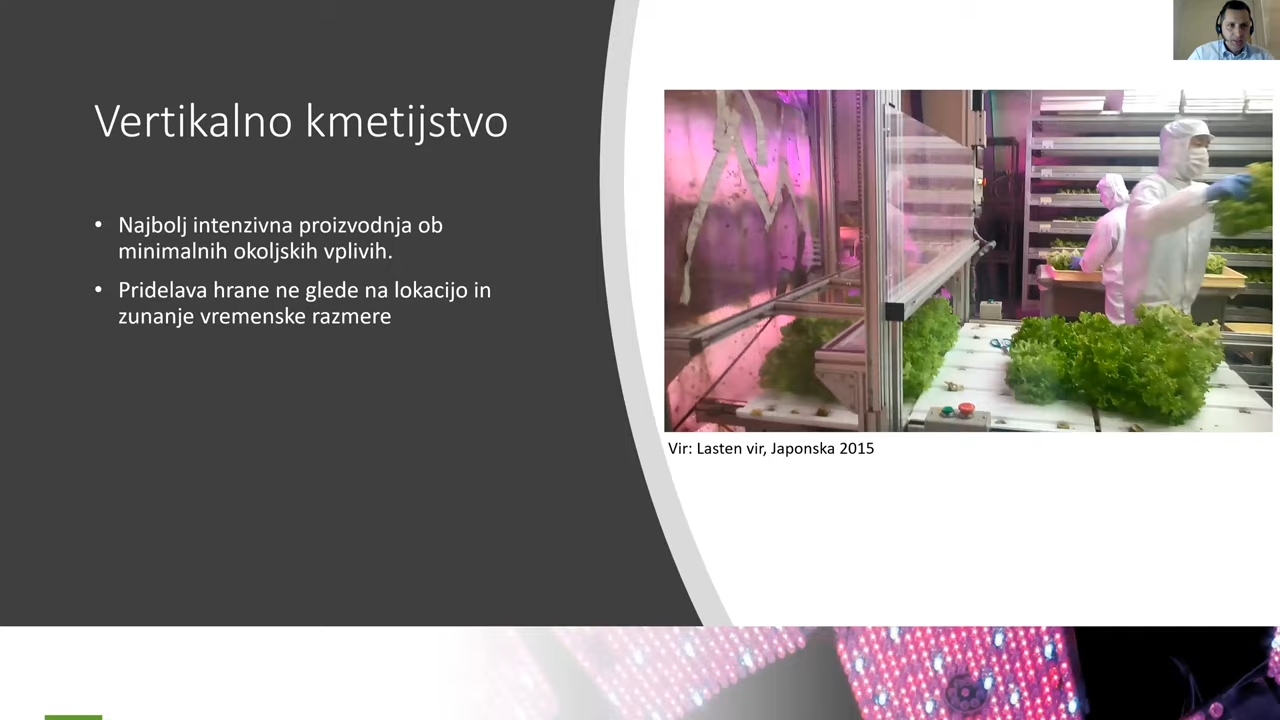 Vertikalno kmetijstvo
• Najbolj intenzivna proizvodnja ob
minimalnih okoljskih vplivih.
• Pridelava hrane ne glede na lokacijo in
zunanje vremenske razmere
Vir: Lasten vir, Japonska 2015